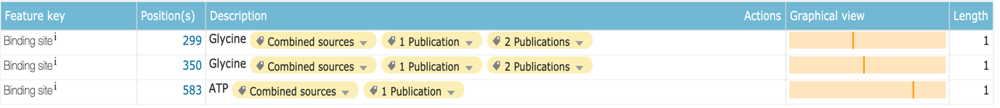 Feature key Position(s) Description Actions Graphical view Length
Binding site i 299 Glycine Combined sources 1 Publication 2 Publications 1
Binding site i 350 Glycine Combined sources 1 Publication 2 Publications 1
Binding site i 583 ATP Combined sources 1 Publication 1